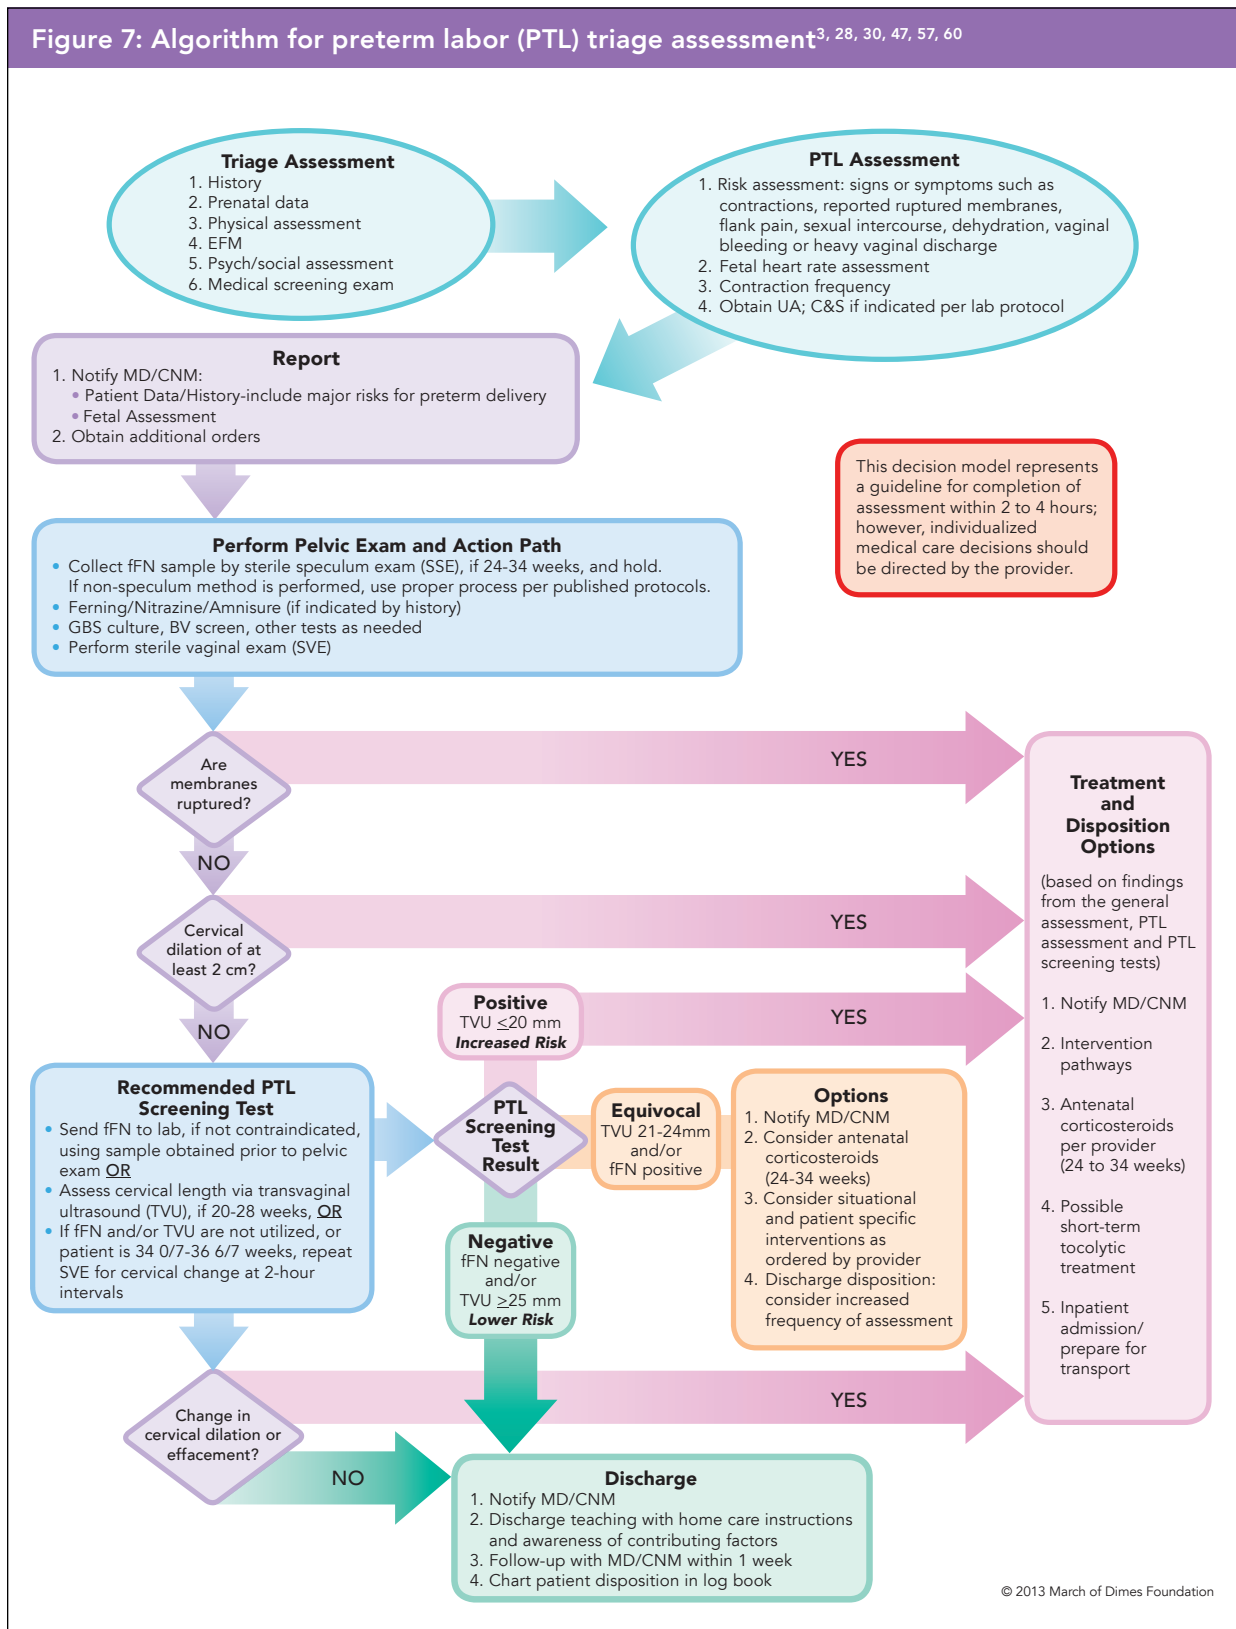 Figure 7: Algorithm for preterm labor (PTL) triage assessment3, 28, 30, 47, 57, 60
Triage Assessment
1. History
2. Prenatal data
3. Physical assessment
4. EFM
5. Psych/social assessment
6. Medical screening exam
PTL Assessment
1. Risk assessment: signs or symptoms such as
contractions, reported ruptured membranes,
flank pain, sexual intercourse, dehydration, vaginal
bleeding or heavy vaginal discharge
2. Fetal heart rate assessment
3. Contraction frequency
4. Obtain UA; C&S if indicated per lab protocol
Report
1. Notify MD/CNM:
• Patient Data/History-include major risks for preterm delivery
• Fetal Assessment
2. Obtain additional orders
This decision model represents
a guideline for completion of
assessment within 2 to 4 hours;
however, individualized
medical care decisions should
be directed by the provider.
Perform Pelvic Exam and Action Path
• Collect fFN sample by sterile speculum exam (SSE), if 24-34 weeks, and hold.
If non-speculum method is performed, use proper process per published protocols.
• Ferning/Nitrazine/Amnisure (if indicated by history)
• GBS culture, BV screen, other tests as needed
• Perform sterile vaginal exam (SVE)
Are
membranes
ruptured?
YES
NO
Cervical
dilation of at
least 2 cm?
YES
NO
Recommended PTL
Screening Test
• Send fFN to lab, if not contraindicated,
using sample obtained prior to pelvic
exam OR
• Assess cervical length via transvaginal
ultrasound (TVU), if 20-28 weeks, OR
• If fFN and/or TVU are not utilized, or
patient is 34 0/7-36 6/7 weeks, repeat
SVE for cervical change at 2-hour
intervals
PTL
Screening
Test
Result
Positive
TVU ≤20 mm
Increased Risk
YES
Equivocal
TVU 21-24mm
and/or
fFN positive
Options
1. Notify MD/CNM
2. Consider antenatal
corticosteroids
(24-34 weeks)
3. Consider situational
and patient specific
interventions as
ordered by provider
4. Discharge disposition:
consider increased
frequency of assessment
Negative
fFN negative
and/or
TVU ≥25 mm
Lower Risk
Change in
cervical dilation or
effacement?
YES
NO
Treatment
and
Disposition
Options
(based on findings
from the general
assessment, PTL
assessment and PTL
screening tests)
1. Notify MD/CNM
2. Intervention
pathways
3. Antenatal
corticosteroids
per provider
(24 to 34 weeks)
4. Possible
short-term
tocolytic
treatment
5. Inpatient
admission/
prepare for
transport
Discharge
1. Notify MD/CNM
2. Discharge teaching with home care instructions
and awareness of contributing factors
3. Follow-up with MD/CNM within 1 week
4. Chart patient disposition in log book
© 2013 March of Dimes Foundation